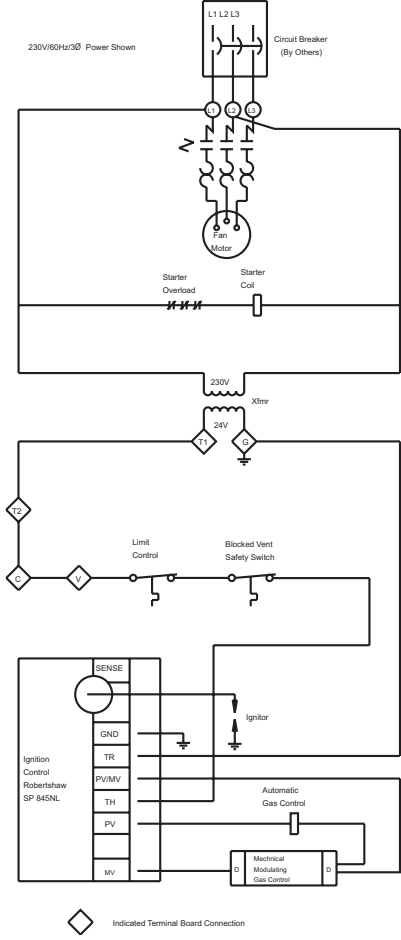 L1 L2 L3
230V/60Hz/3Ø Power Shown
Circuit Breaker
(By Others)
L1
L2
L3
Fan
Motor
Starter
Overload
Starter
Coil
230V
Xfmr
24V
T1
G
T2
Limit
Control
Blocked Vent
Safety Switch
C
V
SENSE
Ignitor
GND
Ignition
Control
Robertshaw
SP 845NL
TR
PV/MV
TH
Automatic
Gas Control
PV
MV
D
Mechnical
Modulating
Gas Control
D
Indicated Terminal Board Connection